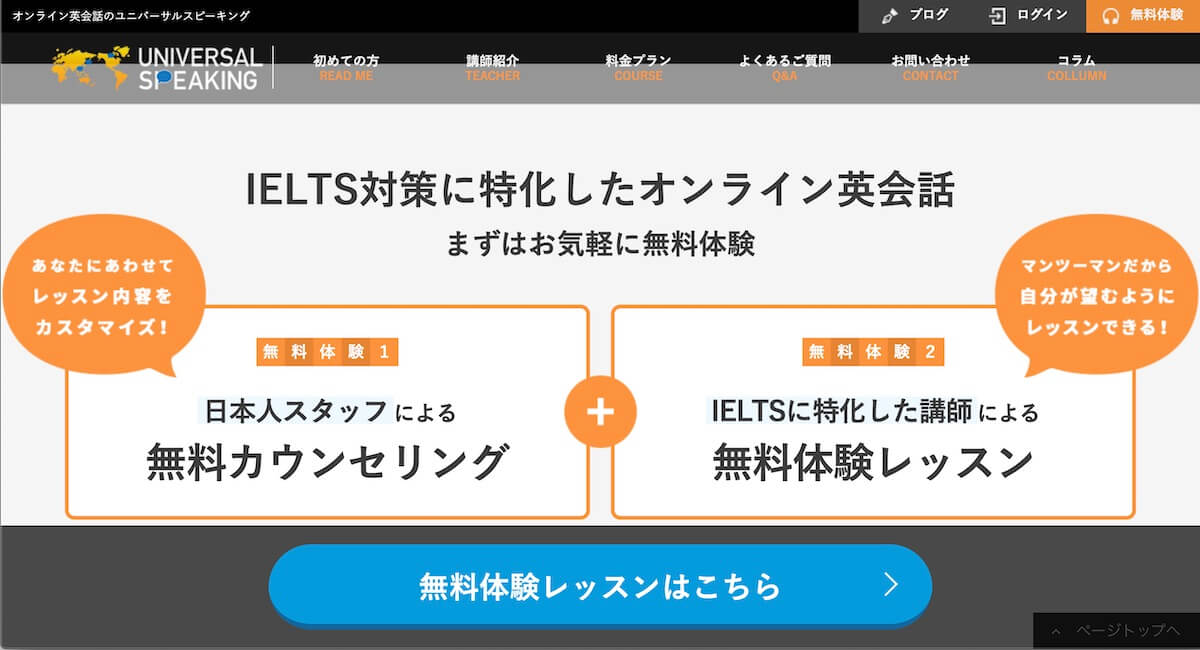 オンライン英会話のユニバーサルスピーキング
ブログ
ログイン
無料体験
UNIVERSAL
SPEAKING
初めての方
READ ME
講師紹介
TEACHER
料金プラン
COURSE
よくあるご質問
Q&A
お問い合わせ
CONTACT
コラム
COLLUMN
IELTS対策に特化したオンライン英会話
まずはお気軽に無料体験
あなたにあわせて
レッスン内容を
カスタマイズ!
マンツーマンだから
自分が望むように
レッスンできる!
無料体験1
日本人スタッフによる
無料カウンセリング
+
無料体験2
IELTSに特化した講師による
無料体験レッスン
無料体験レッスンはこちら
ページトップへ